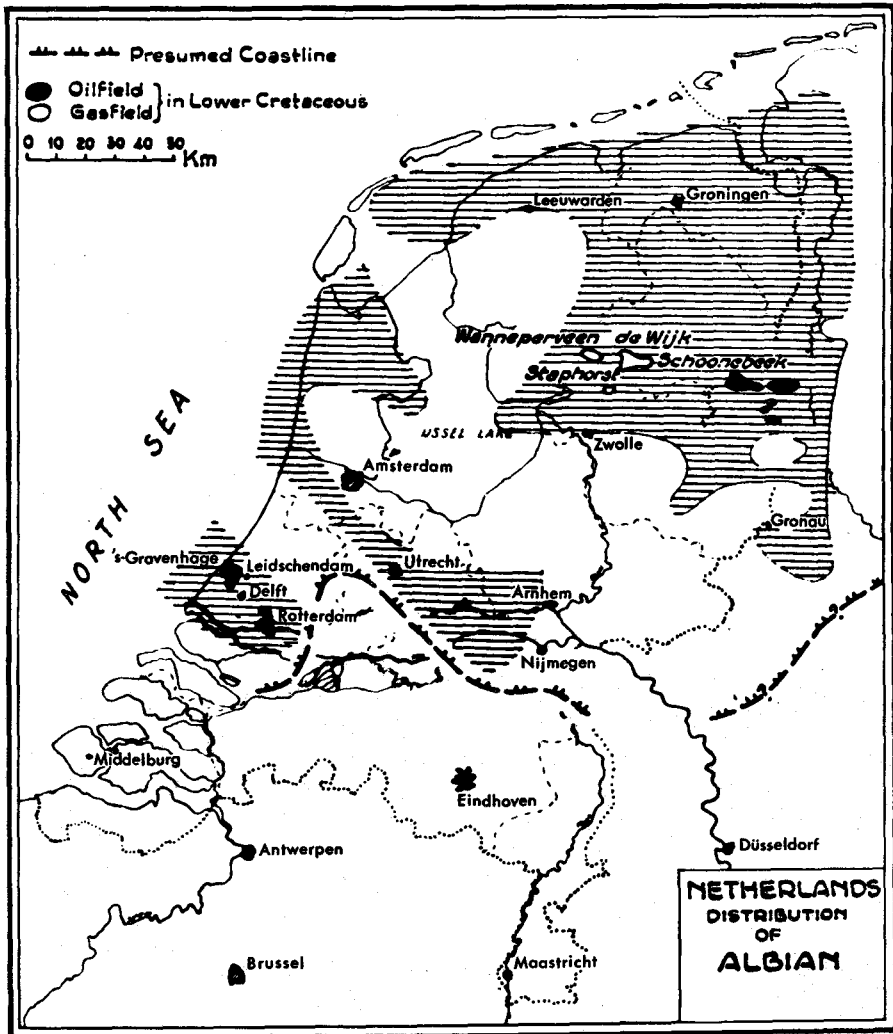 Presumed Coastline
Oilfield
Gasfield
in Lower Cretaceous
0 10 20 30 50
Km
Leeuwarden
Groningen
Wanneperveen de Wijk
Schoonebeek
Staphorst
IJSSEL LAKE
Zwolle
NORTH SEA
Amsterdam
Gronau
's-Gravenhage
Leidschendam
Utrecht
Delft
Arnhem
Rotterdam
Nijmegen
Middelburg
Eindhoven
Antwerpen
Düsseldorf
Brussel
Maastricht
NETHERLANDS
DISTRIBUTION
OF
ALBIAN